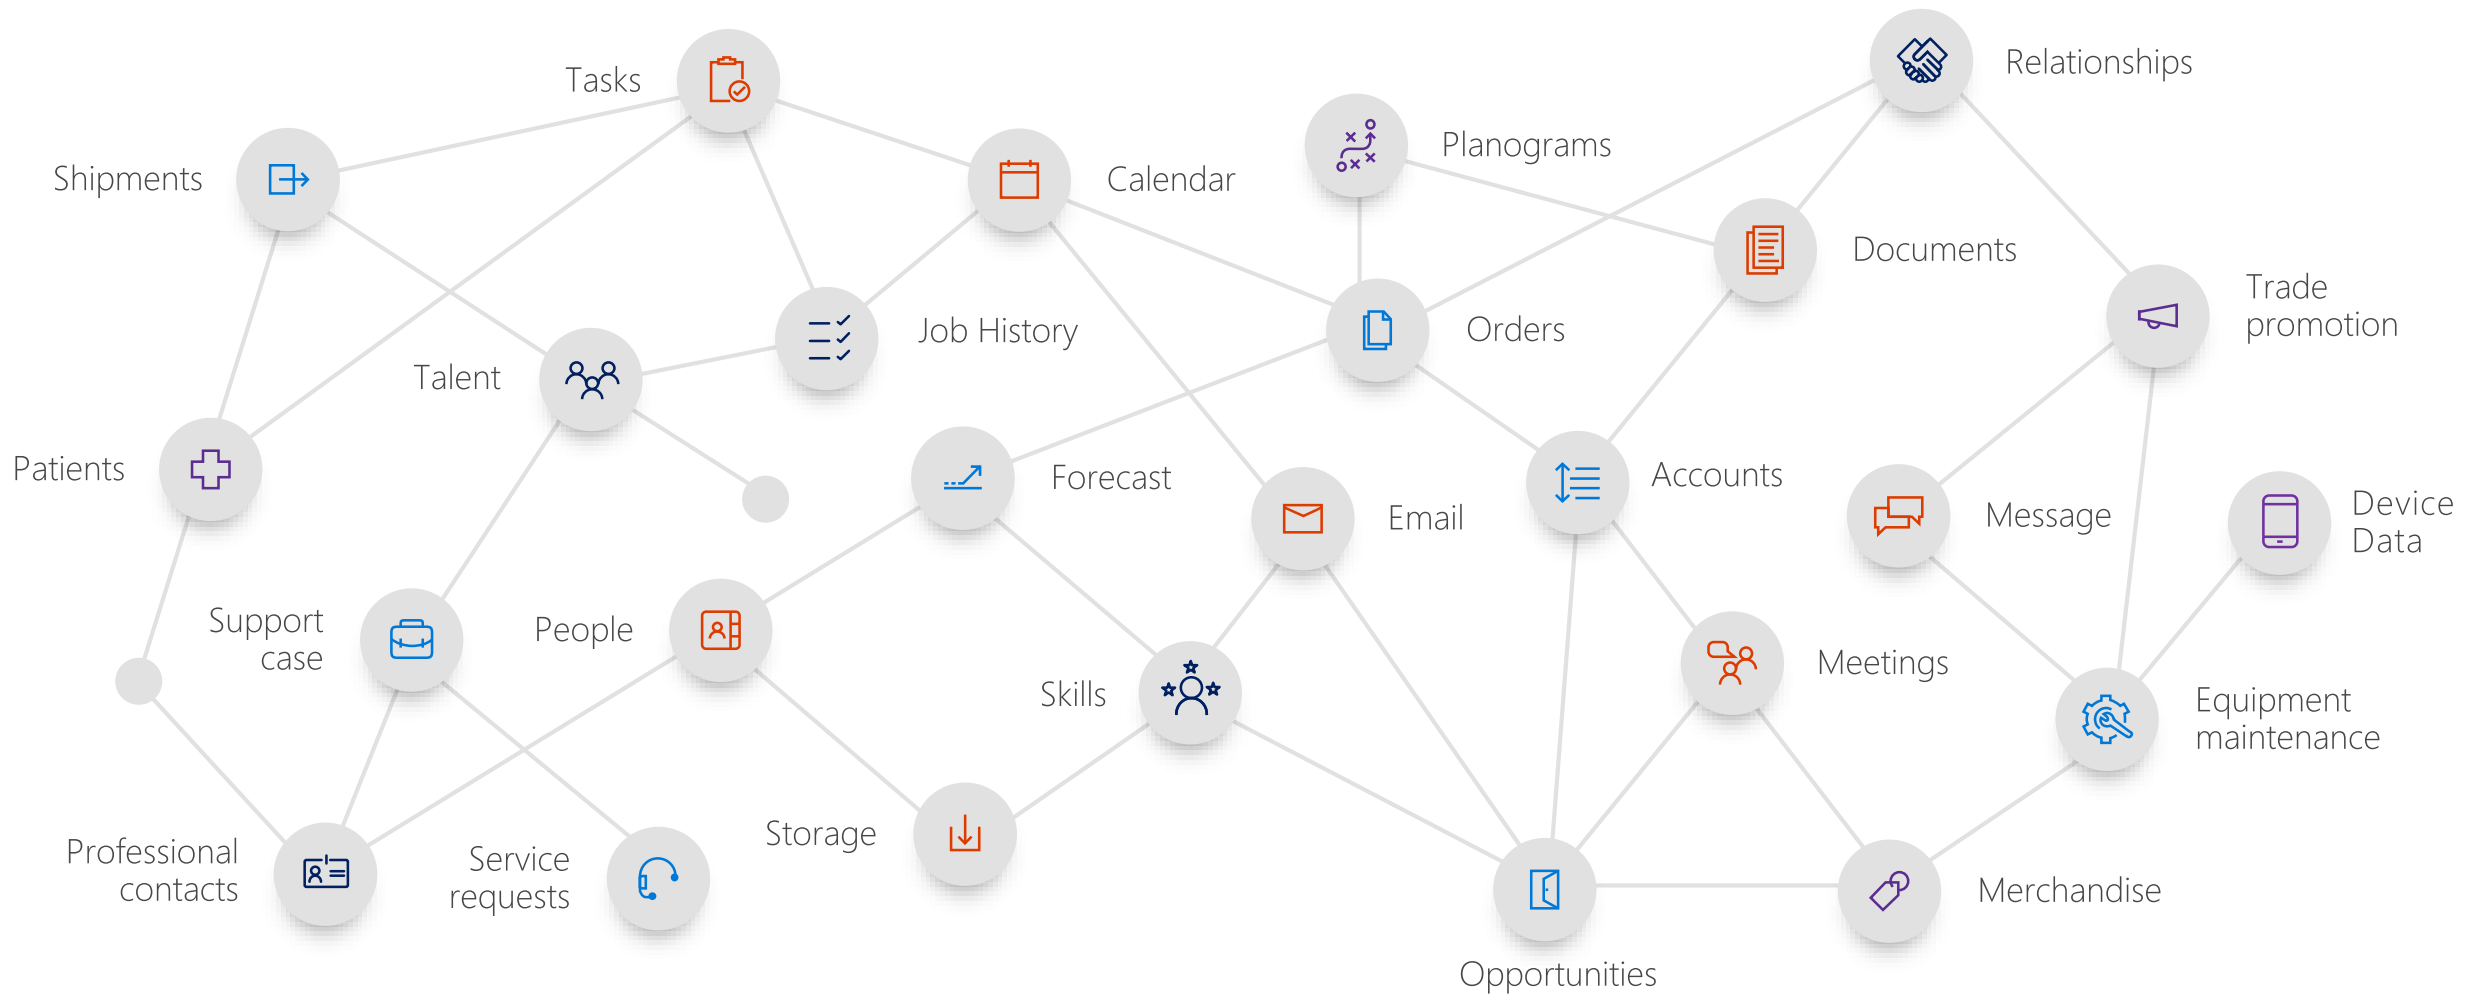 Tasks
Relationships
Planograms
Shipments
Calendar
Documents
Trade
promotion
Job History
Orders
Talent
Patients
Forecast
Accounts
Email
Message
Device
Data
Support
case
People
Meetings
Skills
Equipment
maintenance
Storage
Professional
contacts
Service
requests
Merchandise
Opportunities